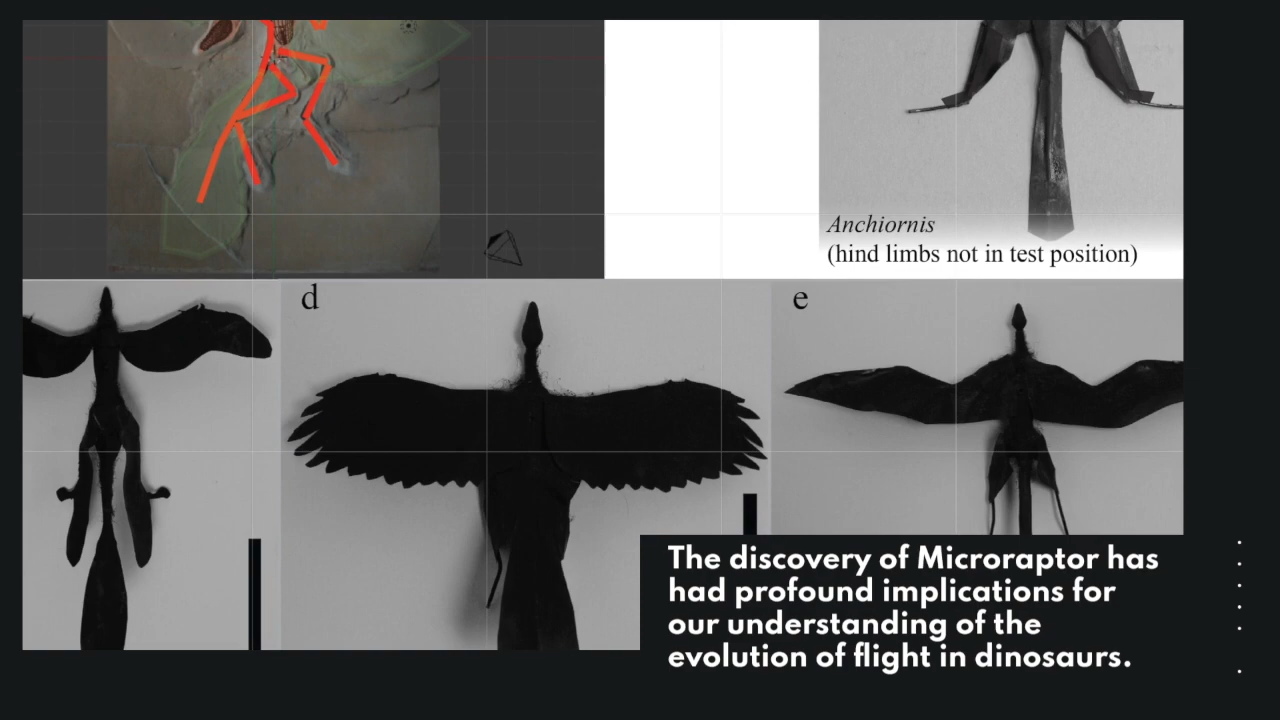 Anchiornis
(hind limbs not in test position)
d
e
The discovery of Microraptor has
had profound implications for
our understanding of the
evolution of flight in dinosaurs.